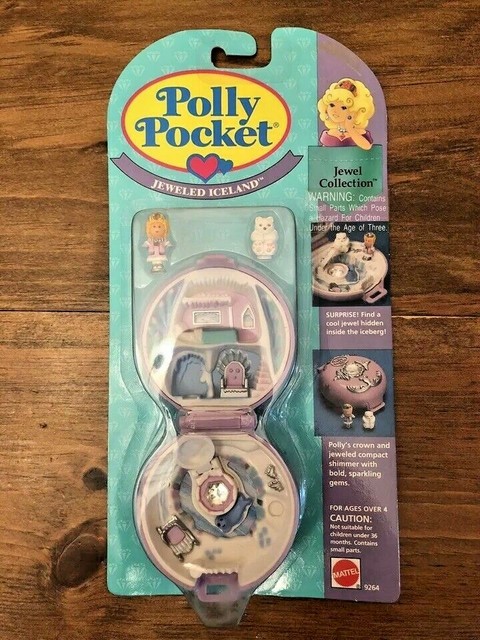 Polly
Pocket®
JEWELED ICELAND™
Jewel
Collection™
WARNING: Contains
Small Parts Which Pose
a Hazard For Children
Under the Age of Three.
SURPRISE! Find a
cool jewel hidden
inside the iceberg!
Polly's crown and
jeweled compact
shimmer with
bold, sparkling
gems.
FOR AGES OVER 4
CAUTION:
Not suitable for
children under 36
months. Contains
small parts.
MATTEL
9264